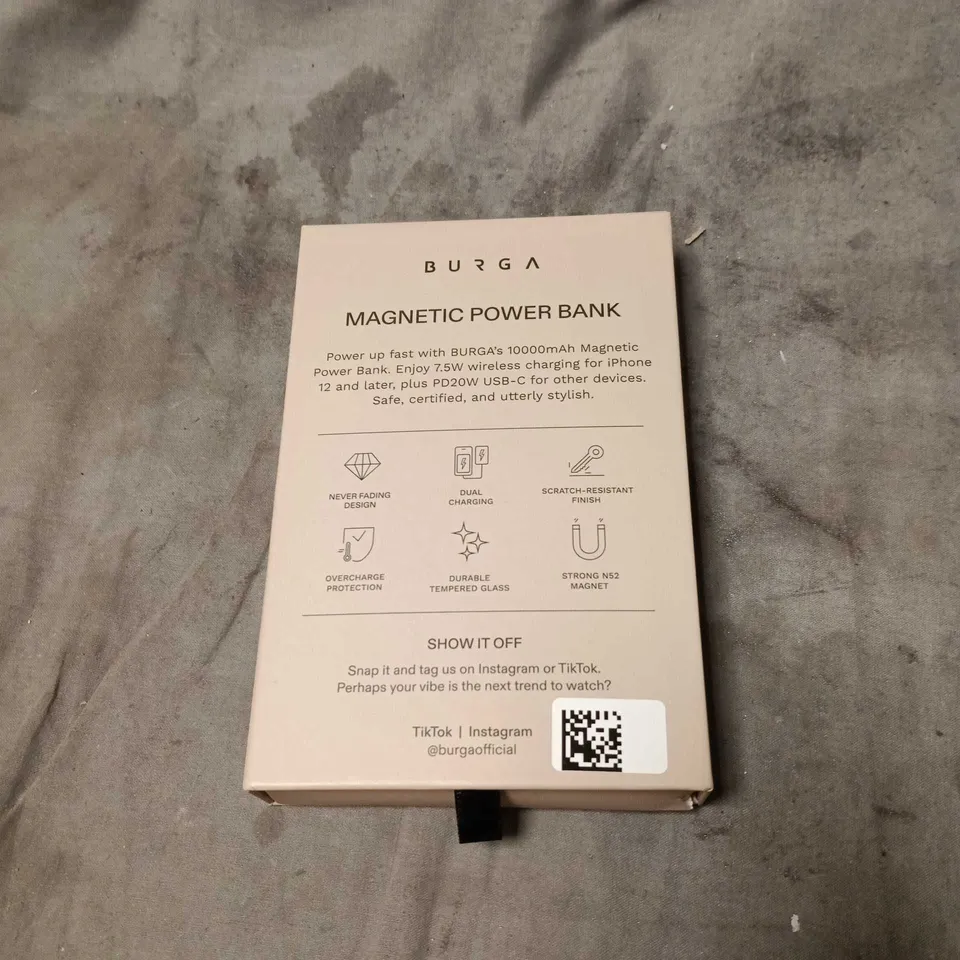 BURGA
MAGNETIC POWER BANK
Power up fast with BURGA's 10000mAh Magnetic
Power Bank. Enjoy 7.5W wireless charging for iPhone
12 and later, plus PD20W USB-C for other devices.
Safe, certified, and utterly stylish.
NEVER FADING
DESIGN
DUAL
CHARGING
SCRATCH-RESISTANT
FINISH
OVERCHARGE
PROTECTION
DURABLE
TEMPERED GLASS
STRONG N52
MAGNET
SHOW IT OFF
Snap it and tag us on Instagram or TikTok.
Perhaps your vibe is the next trend to watch?
TikTok | Instagram
@burgaofficial